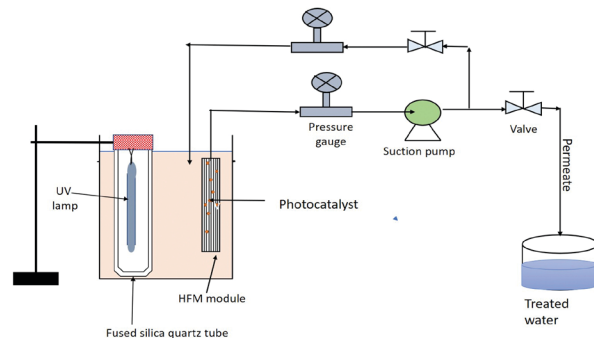 Pressure
gauge
Suction pump
Valve
Permeate
UV
lamp
Photocatalyst
HFM module
Fused silica quartz tube
Treated
water